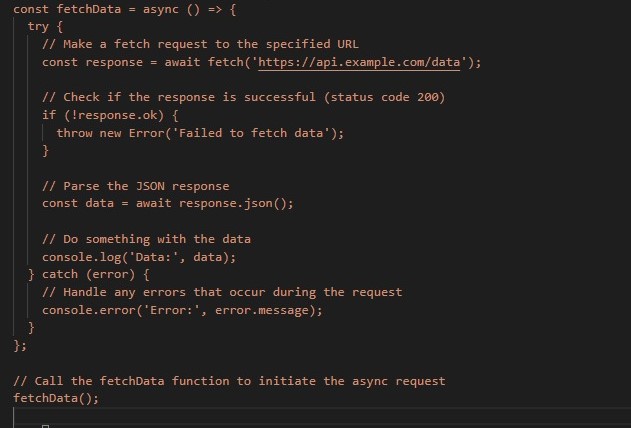 const fetchData = async () => {
  try {
    // Make a fetch request to the specified URL
    const response = await fetch('https://api.example.com/data');

    // Check if the response is successful (status code 200)
    if (!response.ok) {
      throw new Error('Failed to fetch data');
    }

    // Parse the JSON response
    const data = await response.json();

    // Do something with the data
    console.log('Data:', data);
  } catch (error) {
    // Handle any errors that occur during the request
    console.error('Error:', error.message);
  }
};

// Call the fetchData function to initiate the async request
fetchData();